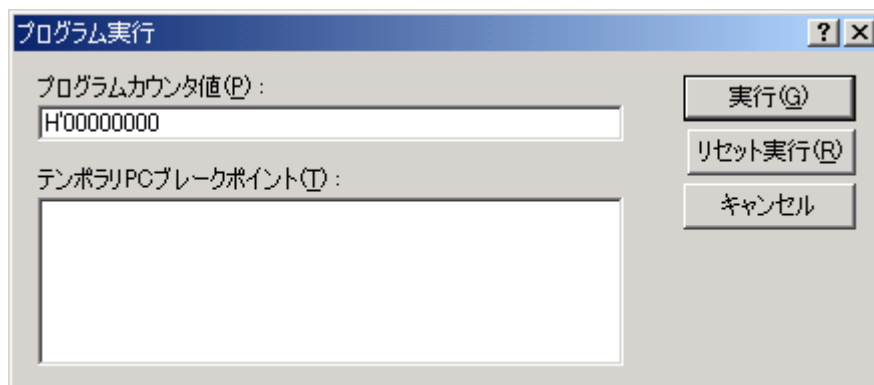 プログラム実行
プログラムカウンタ値(P) :
H'00000000
テンポラリPCブレークポイント(T) :
実行(G)
リセット実行(R)
キャンセル